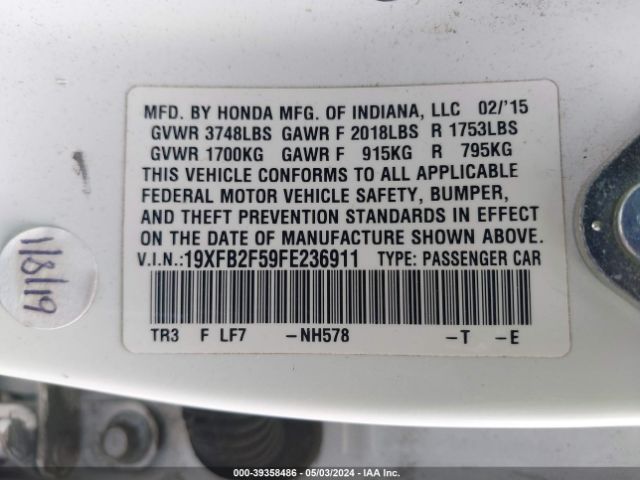 MFD. BY HONDA MFG. OF INDIANA, LLC 02/'15
GVWR 3748LBS GAWR F 2018LBS R 1753LBS
GVWR 1700KG GAWR F 915KG R 795KG
THIS VEHICLE CONFORMS TO ALL APPLICABLE
FEDERAL MOTOR VEHICLE SAFETY, BUMPER,
AND THEFT PREVENTION STANDARDS IN EFFECT
ON THE DATE OF MANUFACTURE SHOWN ABOVE.
V.I.N.:19XFB2F59FE236911 TYPE: PASSENGER CAR
TR3 F LF7 -NH578 -T -E
1/8/19
000-39358486 - 05/03/2024 - IAA Inc.